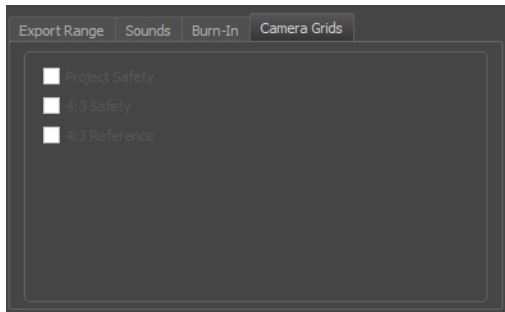 Export Range Sounds Burn-In Camera Grids
Project Safety
4:3 Safety
4:3 Reference